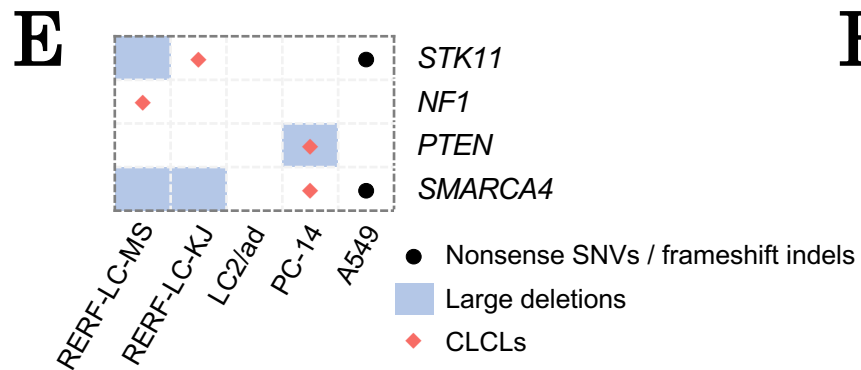 E
STK11
NF1
PTEN
SMARCA4
RERF-LC-MS
RERF-LC-KJ
LC2/ad
PC-14
A549
Nonsense SNVs / frameshift indels
Large deletions
CLCLs